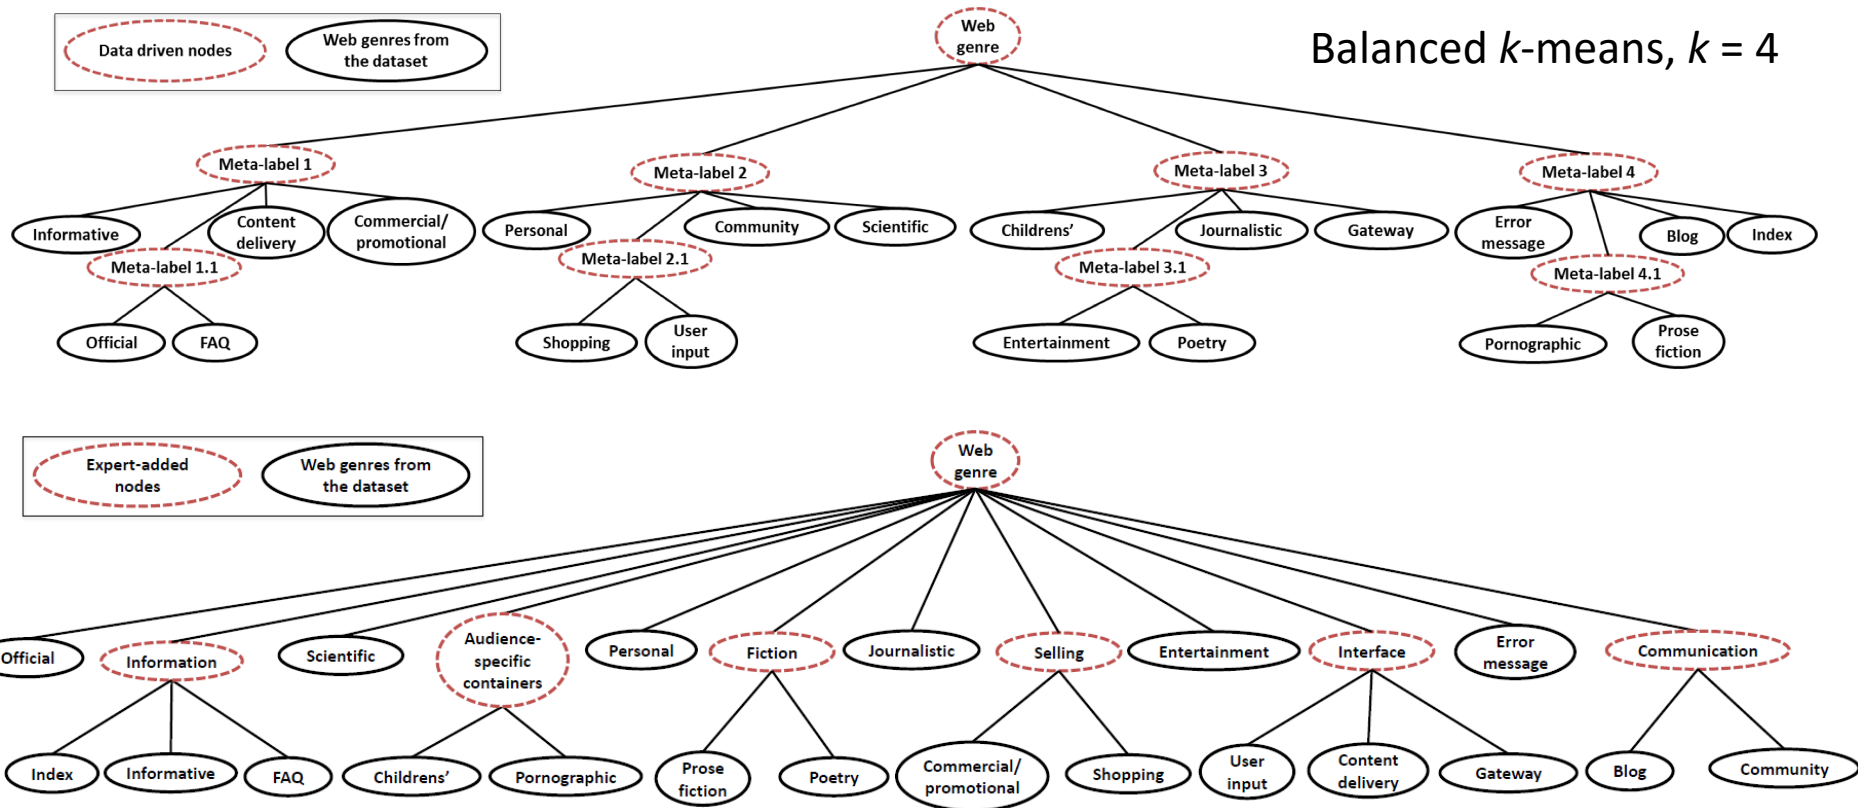 Data driven nodes
Web genres from
the dataset
Web
genre
Balanced k-means, k = 4
Meta-label 1
Meta-label 2
Meta-label 3
Meta-label 4
Informative
Content
delivery
Commercial/
promotional
Personal
Community
Scientific
Childrens’
Journalistic
Gateway
Error
message
Blog
Index
Meta-label 1.1
Meta-label 2.1
Meta-label 3.1
Meta-label 4.1
Official
FAQ
Shopping
User
input
Entertainment
Poetry
Pornographic
Prose
fiction
Expert-added
nodes
Web genres from
the dataset
Web
genre
Official
Information
Scientific
Audience-
specific
containers
Personal
Fiction
Journalistic
Selling
Entertainment
Interface
Error
message
Communication
Index
Informative
FAQ
Childrens’
Pornographic
Prose
fiction
Poetry
Commercial/
promotional
Shopping
User
input
Content
delivery
Gateway
Blog
Community